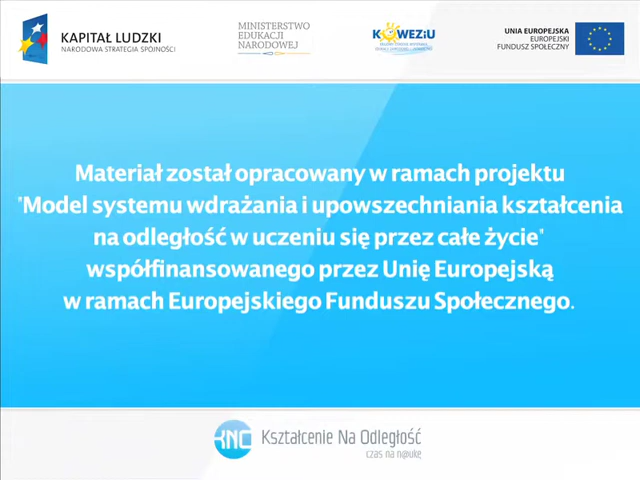 KAPITAŁ LUDZKI
NARODOWA STRATEGIA SPÓJNOŚCI
MINISTERSTWO
EDUKACJI
NARODOWEJ
KOWEZiU
UNIA EUROPEJSKA
EUROPEJSKI
FUNDUSZ SPOŁECZNY
Materiał został opracowany w ramach projektu
"Model systemu wdrażania i upowszechniania kształcenia
na odległość w uczeniu się przez całe życie"
współfinansowanego przez Unię Europejską
w ramach Europejskiego Funduszu Społecznego.
KNO Kształcenie Na Odległość
czas na n@ukę